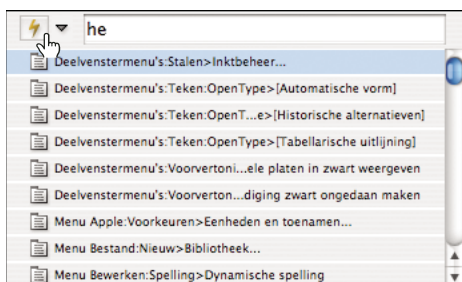 he
Deelvenstermenu's:Stalen>Inktbeheer...
Deelvenstermenu's:Teken:OpenType>[Automatische vorm]
Deelvenstermenu's:Teken:OpenT...e>[Historische alternatieven]
Deelvenstermenu's:Teken:OpenType>[Tabellarische uitlijning]
Deelvenstermenu's:Voorvertoni...ele platen in zwart weergeven
Deelvenstermenu's:Voorverton...diging zwart ongedaan maken
Menu Apple:Voorkeuren>Eenheden en toenamen...
Menu Bestand:Nieuw>Bibliotheek...
Menu Bewerken:Spelling>Dynamische spelling